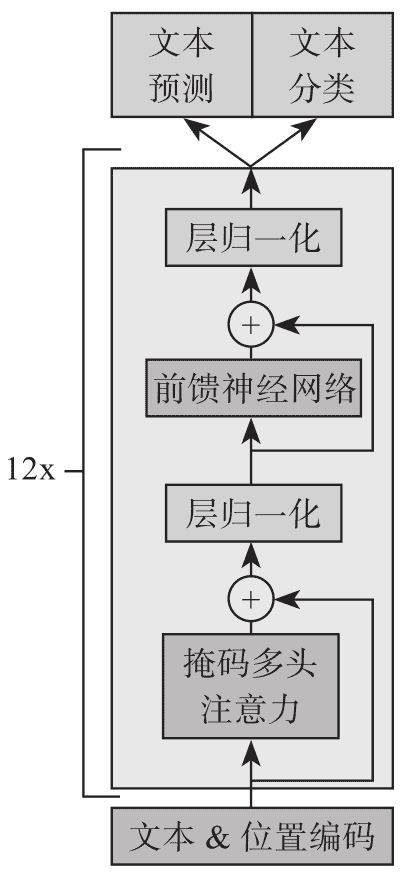 文本
预测
文本
分类
层归一化
+
前馈神经网络
12x
层归一化
+
掩码多头
注意力
文本 & 位置编码